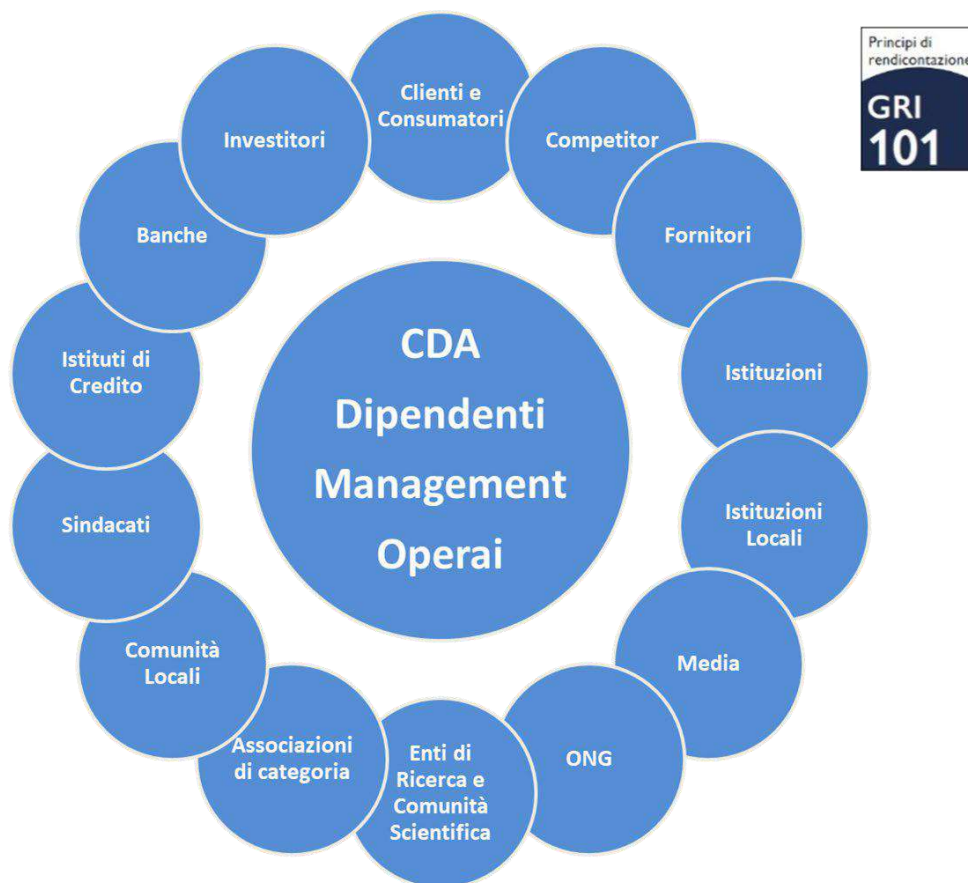 Clienti e
Consumatori
Competitor
Fornitori
Istituzioni
Istituzioni
Locali
Media
ONG
Enti di
Ricerca e
Comunità
Scientifica
Associazioni
di categoria
Comunità
Locali
Sindacati
Istituti di
Credito
Banche
Investitori
CDA
Dipendenti
Management
Operai
Principi di
rendicontazione
GRI
101